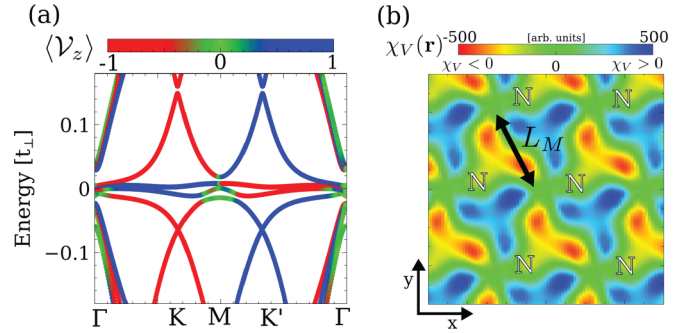 (a)
⟨𝒱z⟩
-1 0 1
Energy [t⊥]
0.1
0
−0.1
Γ K M K' Γ
(b)
χV(r) -500 [arb. units] 500
χV < 0 0 χV > 0
N N
LM
N N
N N
y
x